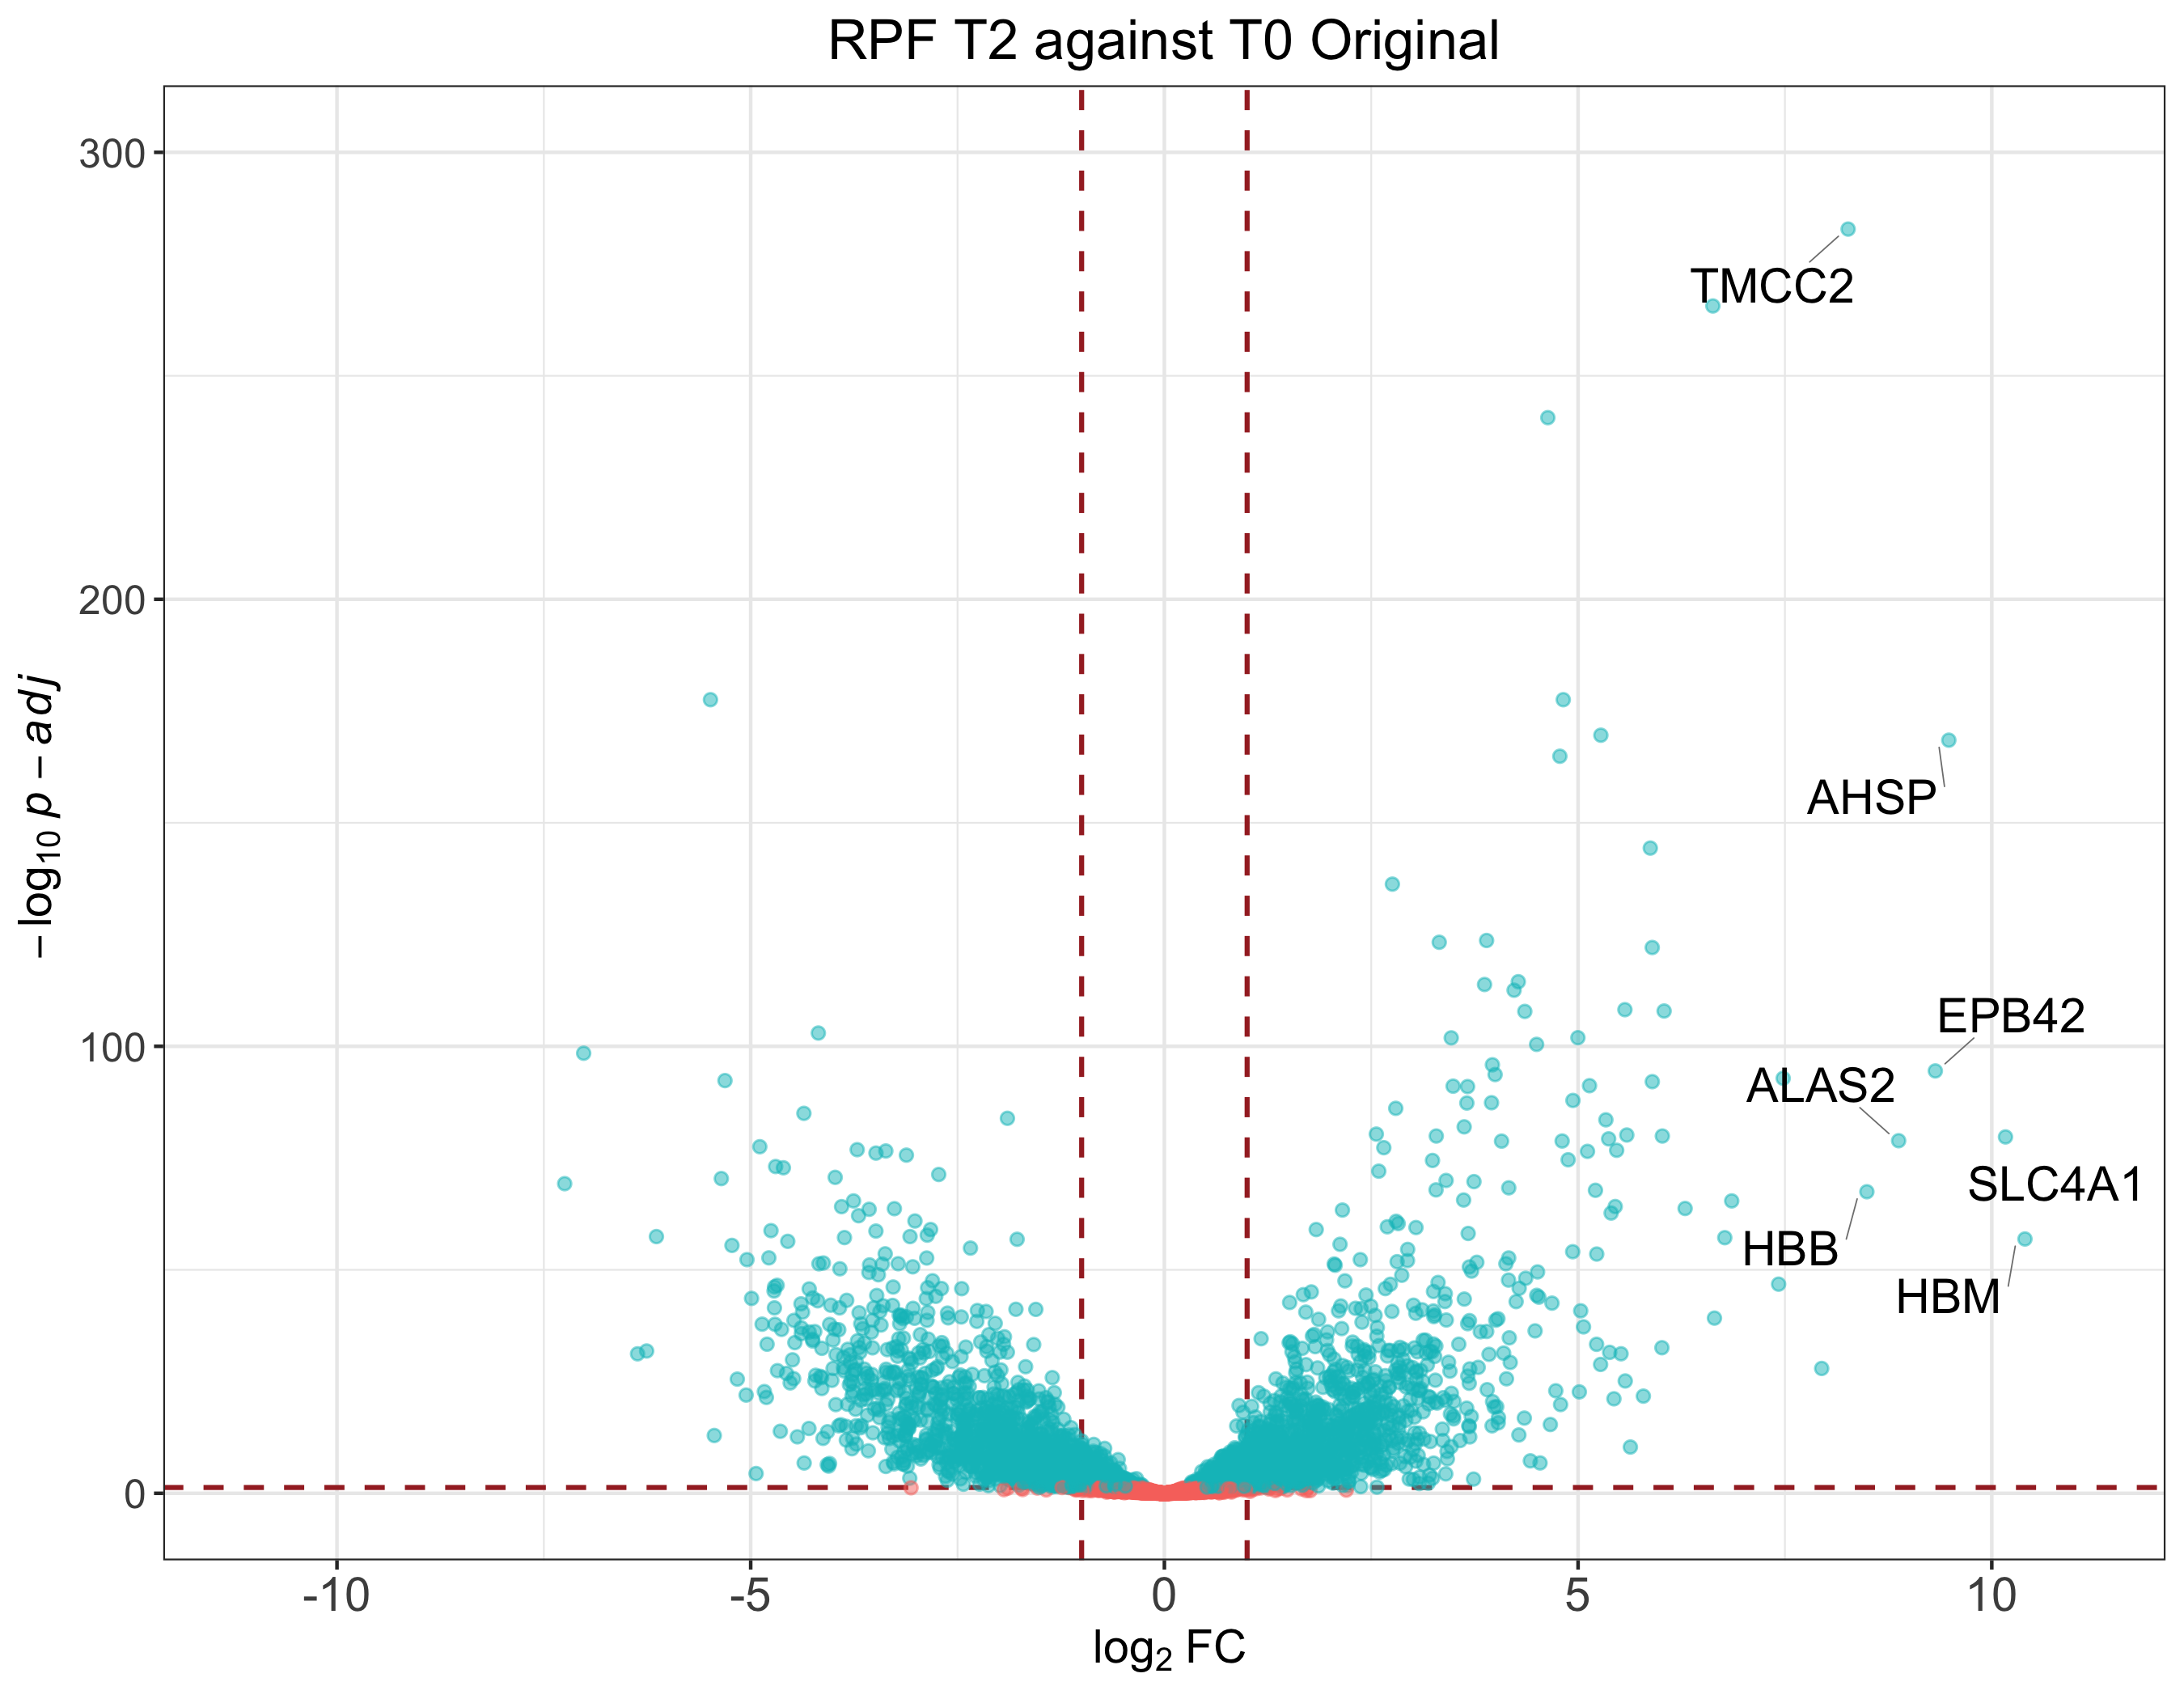 RPF T2 against T0 Original
300
200
100
0
−log10 p − adj
TMCC2
AHSP
EPB42
ALAS2
SLC4A1
HBB
HBM
-10
-5
0
5
10
log2 FC